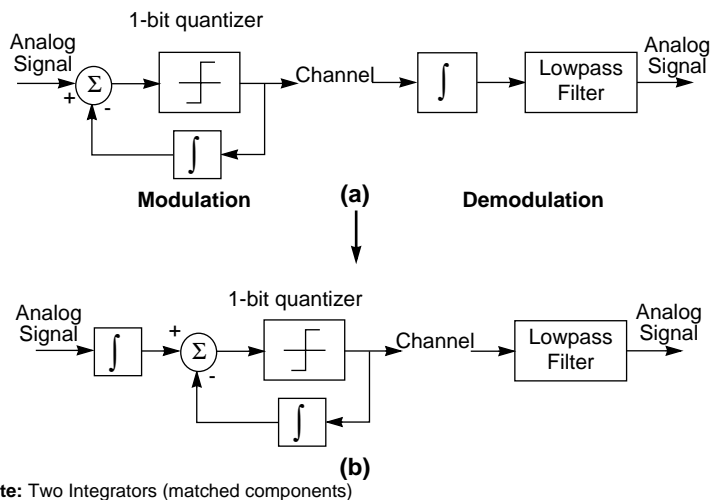 1-bit quantizer
Analog
Signal
+
Σ
-
∫
Channel
∫
Lowpass
Filter
Analog
Signal
Modulation
(a)
Demodulation
1-bit quantizer
Analog
Signal
∫
+
Σ
-
∫
Channel
Lowpass
Filter
Analog
Signal
(b)
te: Two Integrators (matched components)